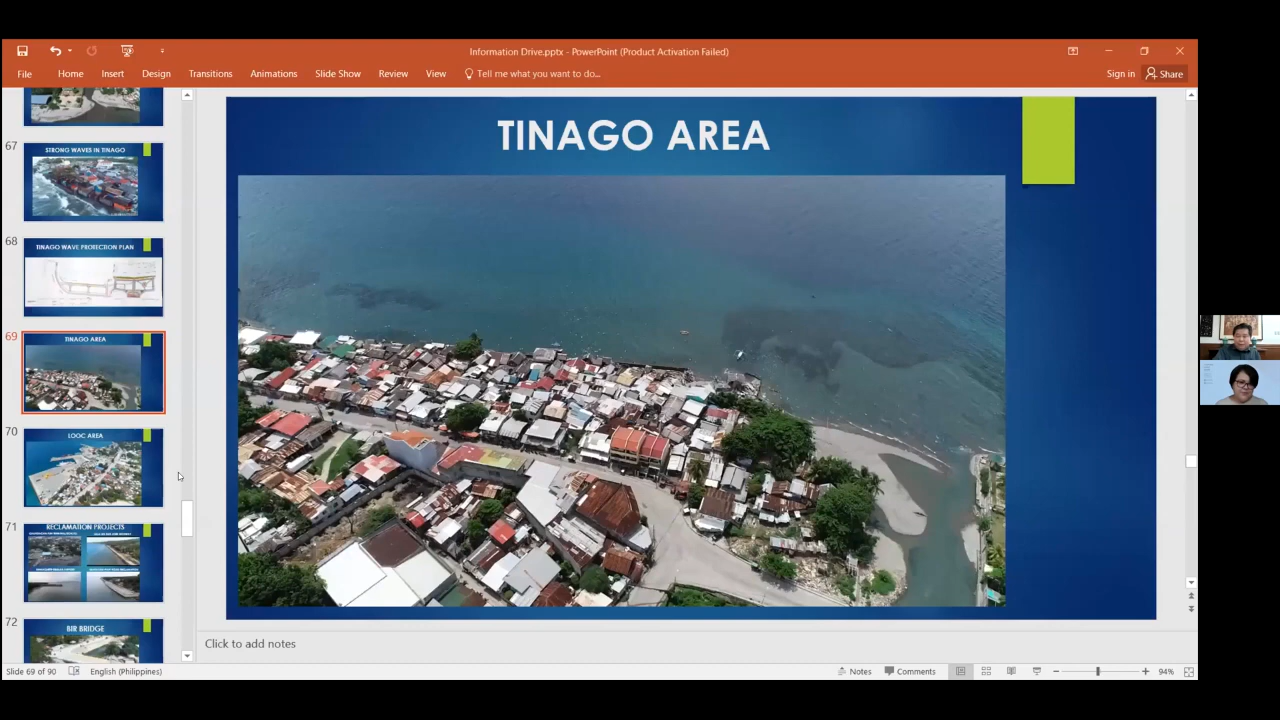 Information Drive.pptx - PowerPoint (Product Activation Failed)
File Home Insert Design Transitions Animations Slide Show Review View Tell me what you want to do... Sign in Share
67
STRONG WAVES IN TINAGO
68
TINAGO WAVE PROTECTION PLAN
69
TINAGO AREA
70
LOOC AREA
71
RECLAMATION PROJECTS
72
BIR BRIDGE
TINAGO AREA
Click to add notes
Slide 69 of 90 English (Philippines) Notes Comments 94%